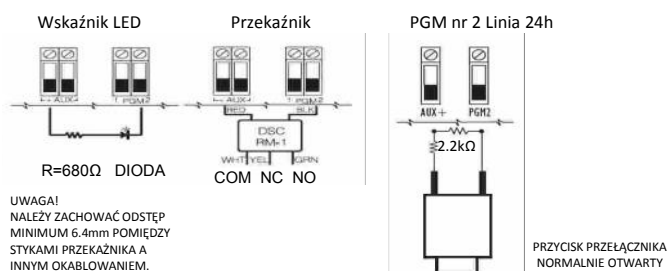 Wskaźnik LED
Przekaźnik
PGM nr 2 Linia 24h
AUX
1 PGM2
AUX
1 PGM2
AUX+
PGM2
RED
BLK
DSC
RM-1
2.2kΩ
WHT YEL GRN
R=680Ω DIODA
COM NC NO
UWAGA!
NALEŻY ZACHOWAĆ ODSTĘP
MINIMUM 6.4mm POMIĘDZY
STYKAMI PRZEKAŹNIKA A
INNYM OKABLOWANIEM.
PRZYCISK PRZEŁĄCZNIKA
NORMALNIE OTWARTY